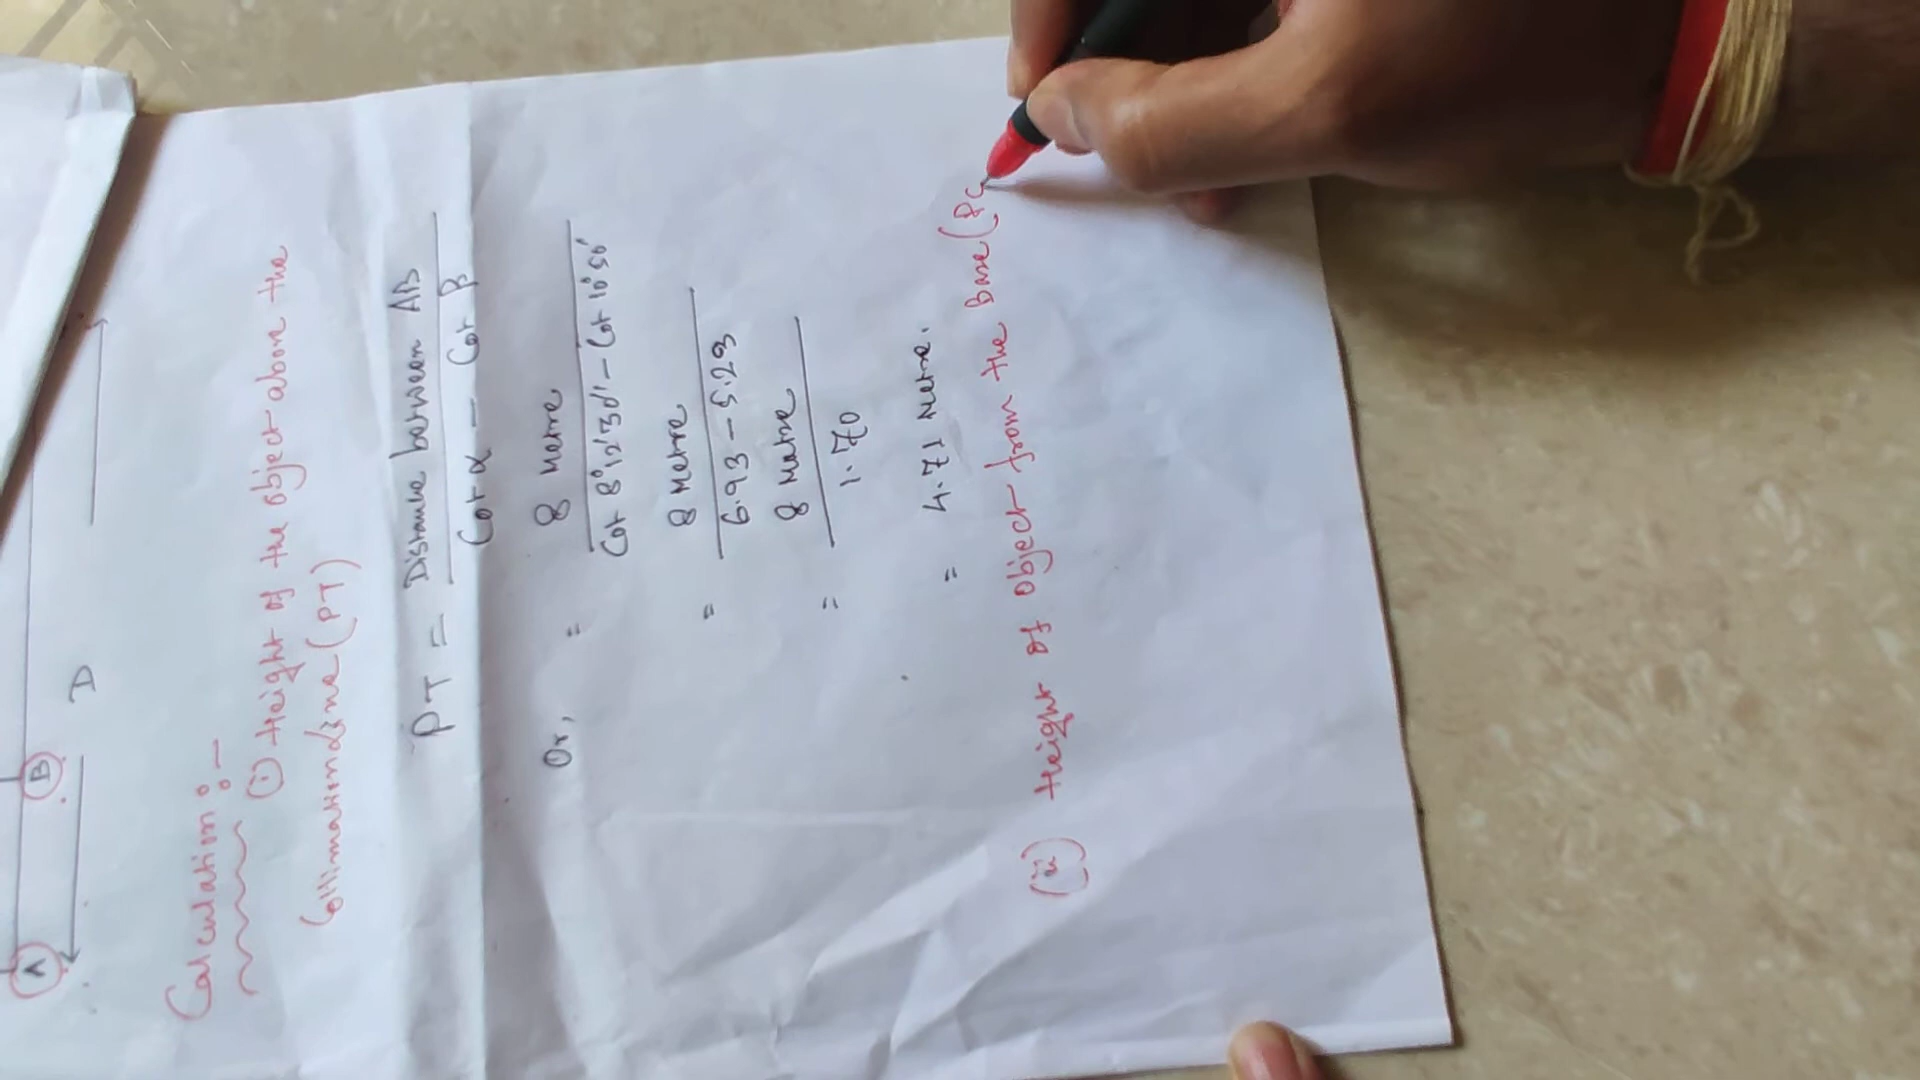 A B
D
Calculation :-
(i) Height of the object above the
Collimation line (PT)
PT = Distance between AB
Cot α - Cot β
Or, = 8 Metre
Cot 8°12'30" - Cot 10°50'
= 8 Metre
6.93 - 5.23
= 8 Metre
1.70
= 4.71 Metre.
(ii) Height of object from the Base (PC